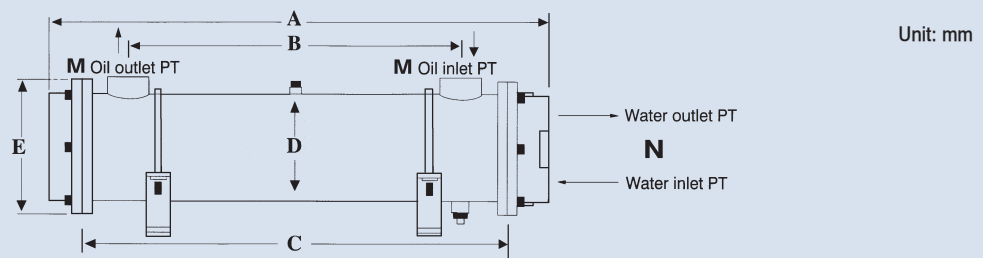 A
Unit: mm
B
M Oil outlet PT
M Oil inlet PT
Water outlet PT
E
D
N
Water inlet PT
C